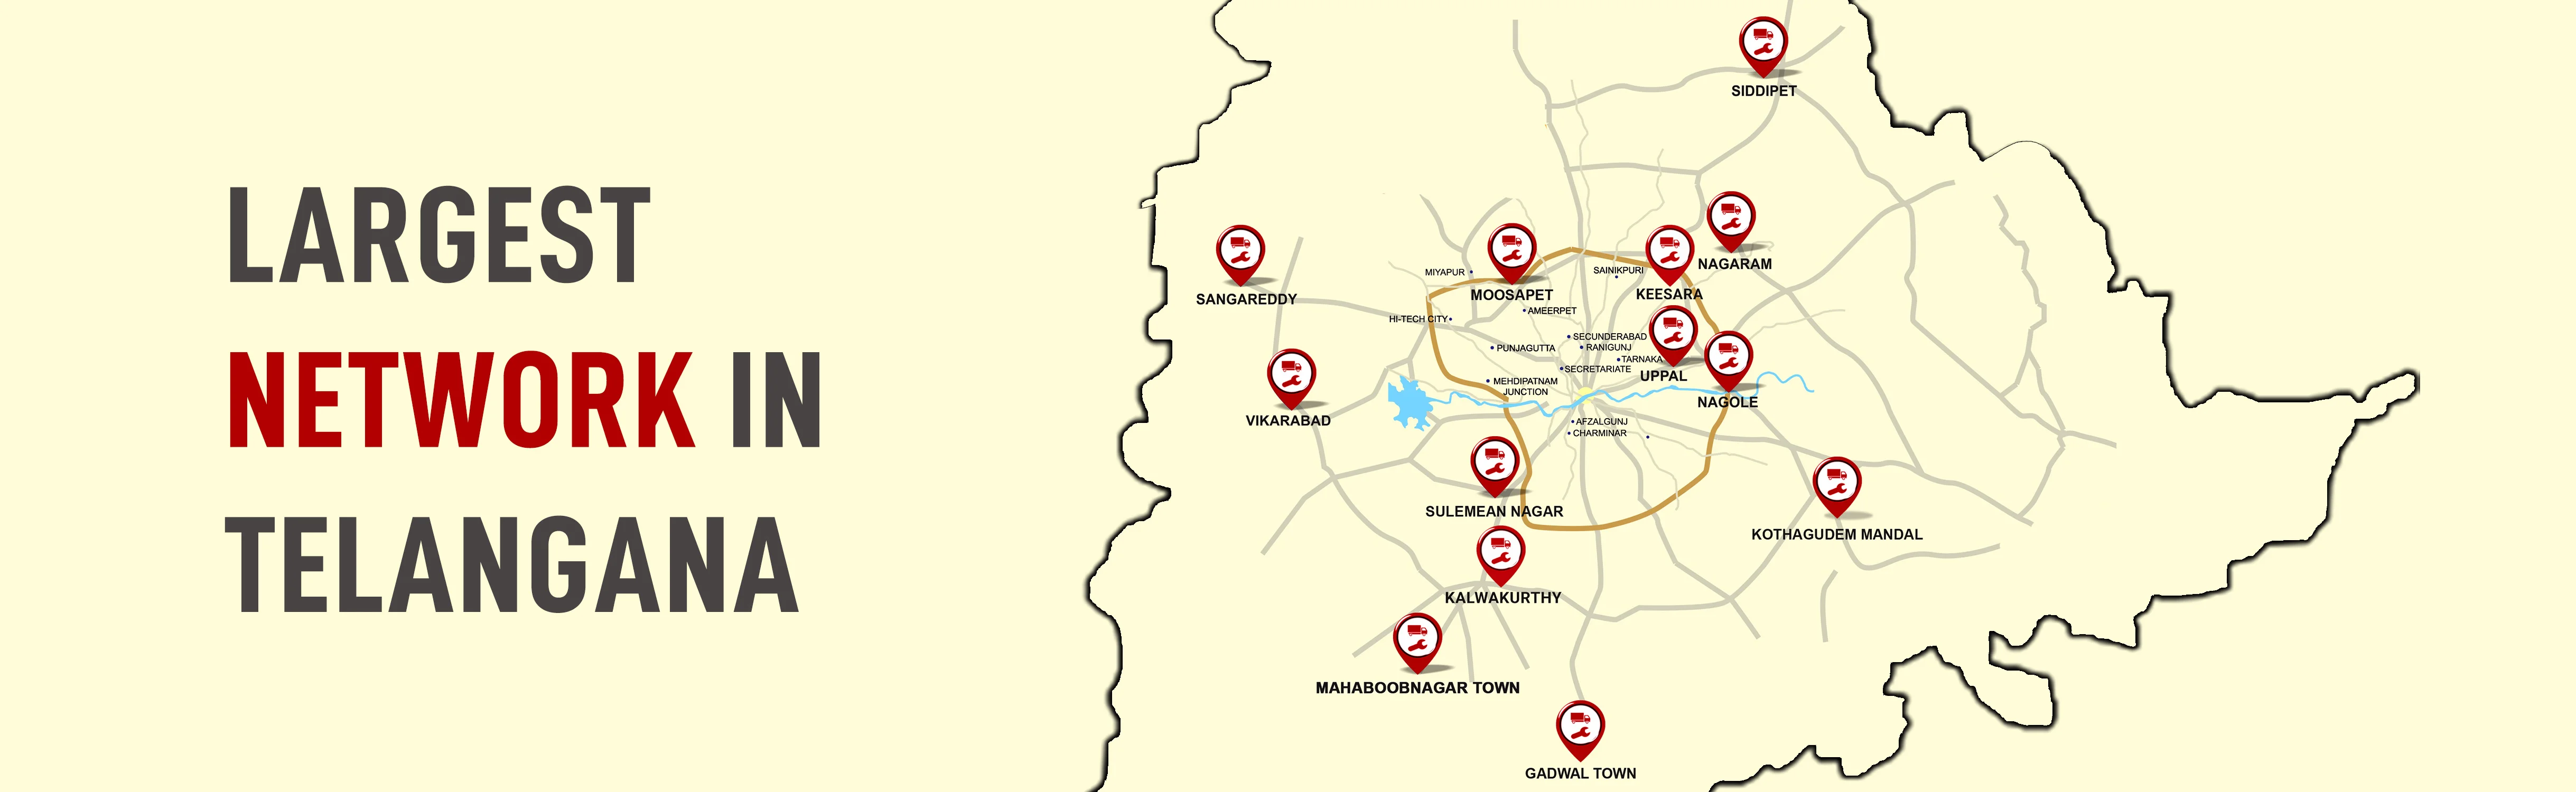 LARGEST
NETWORK IN
TELANGANA
SIDDIPET
NAGARAM
SANGAREDDY
MIYAPUR
SAINIKPURI
MOOSAPET
KEESARA
AMEERPET
HI-TECH CITY
SECUNDERABAD
PUNJAGUTTA
RANIGUNJ
TARNAKA
SECRETARIATE
UPPAL
MEHDIPATNAM
JUNCTION
NAGOLE
VIKARABAD
AFZALGUNJ
CHARMINAR
SULEMEAN NAGAR
KOTHAGUDEM MANDAL
KALWAKURTHY
MAHABOOBNAGAR TOWN
GADWAL TOWN